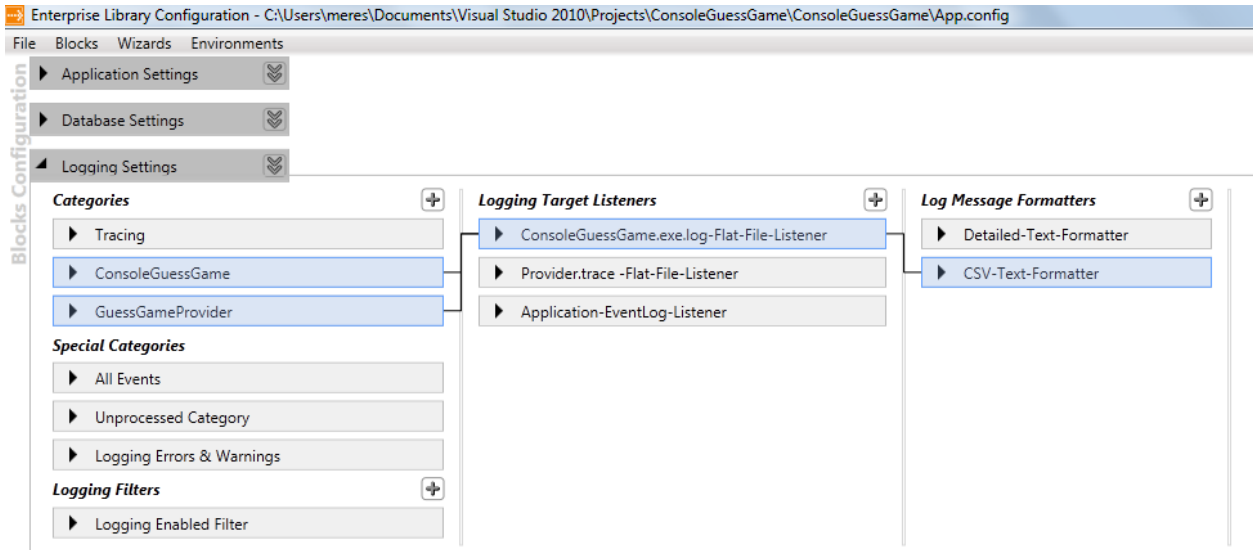 Enterprise Library Configuration - C:\Users\meres\Documents\Visual Studio 2010\Projects\ConsoleGuessGame\ConsoleGuessGame\App.config
File Blocks Wizards Environments
Blocks Configuration
Application Settings
Database Settings
Logging Settings
Categories
Tracing
ConsoleGuessGame
GuessGameProvider
Special Categories
All Events
Unprocessed Category
Logging Errors & Warnings
Logging Filters
Logging Enabled Filter
Logging Target Listeners
ConsoleGuessGame.exe.log-Flat-File-Listener
Provider.trace -Flat-File-Listener
Application-EventLog-Listener
Log Message Formatters
Detailed-Text-Formatter
CSV-Text-Formatter